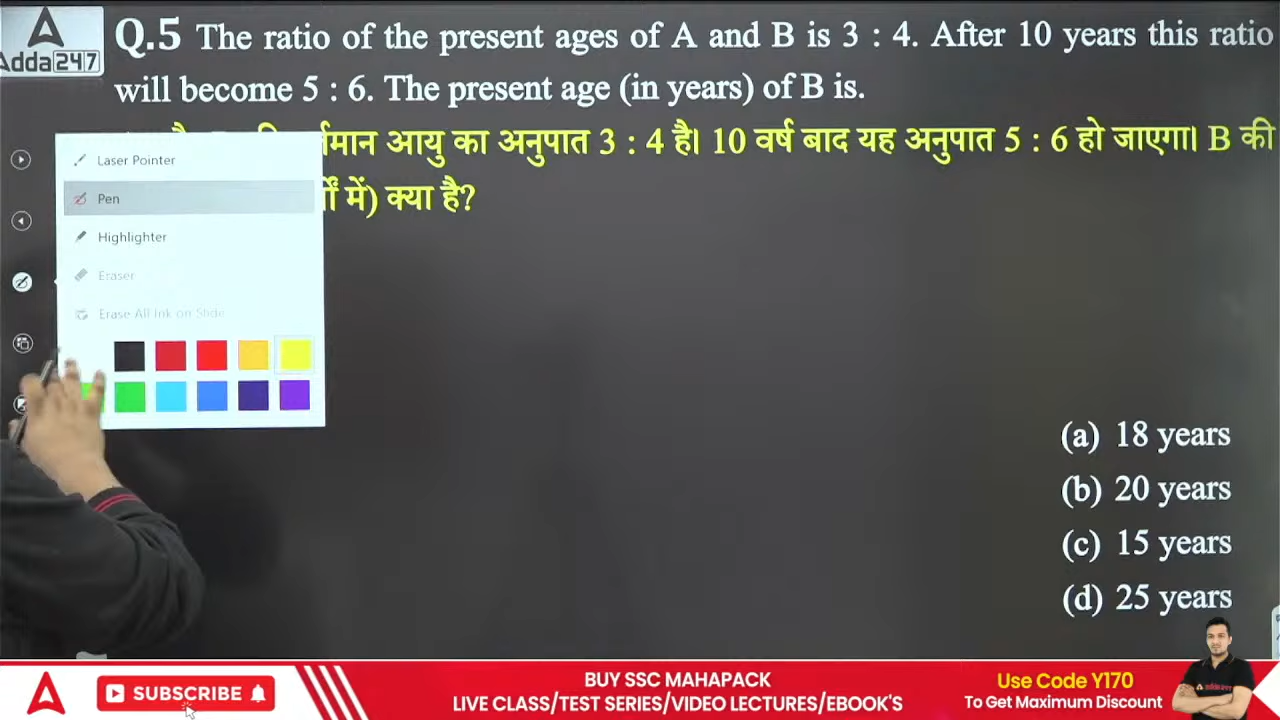 Adda247
Q.5 The ratio of the present ages of A and B is 3 : 4. After 10 years this ratio
will become 5 : 6. The present age (in years) of B is.
आयु का अनुपात 3 : 4 है। 10 वर्ष बाद यह अनुपात 5 : 6 हो जाएगा। B की
में) क्या है?
Laser Pointer
Pen
Highlighter
Eraser
Erase All Ink on Slide
(a) 18 years
(b) 20 years
(c) 15 years
(d) 25 years
SUBSCRIBE
BUY SSC MAHAPACK
LIVE CLASS/TEST SERIES/VIDEO LECTURES/EBOOK'S
Use Code Y170
To Get Maximum Discount